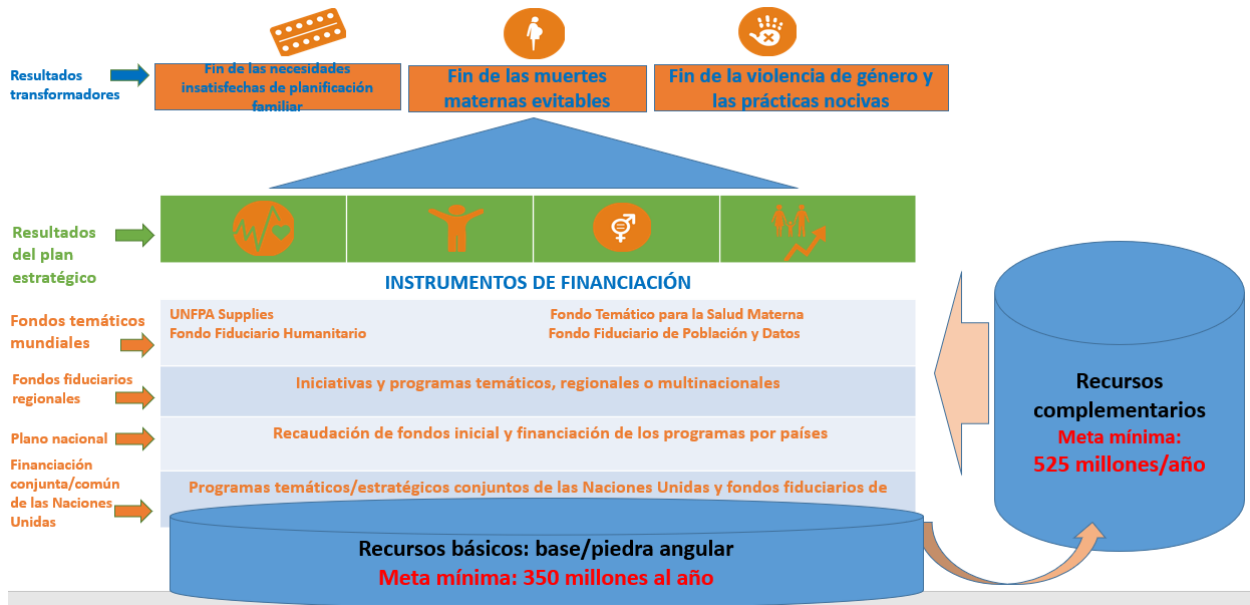 Resultados
transformadores
Fin de las necesidades
insatisfechas de planificación
familiar
Fin de las muertes
maternas evitables
Fin de la violencia de género y
las prácticas nocivas
Resultados
del plan
estratégico
INSTRUMENTOS DE FINANCIACIÓN
Fondos temáticos
mundiales
UNFPA Supplies
Fondo Fiduciario Humanitario
Fondo Temático para la Salud Materna
Fondo Fiduciario de Población y Datos
Fondos fiduciarios
regionales
Iniciativas y programas temáticos, regionales o multinacionales
Plano nacional
Recaudación de fondos inicial y financiación de los programas por países
Financiación
conjunta/común
de las Naciones
Unidas
Programas temáticos/estratégicos conjuntos de las Naciones Unidas y fondos fiduciarios de
Recursos básicos: base/piedra angular
Meta mínima: 350 millones al año
Recursos
complementarios
Meta mínima:
525 millones/año